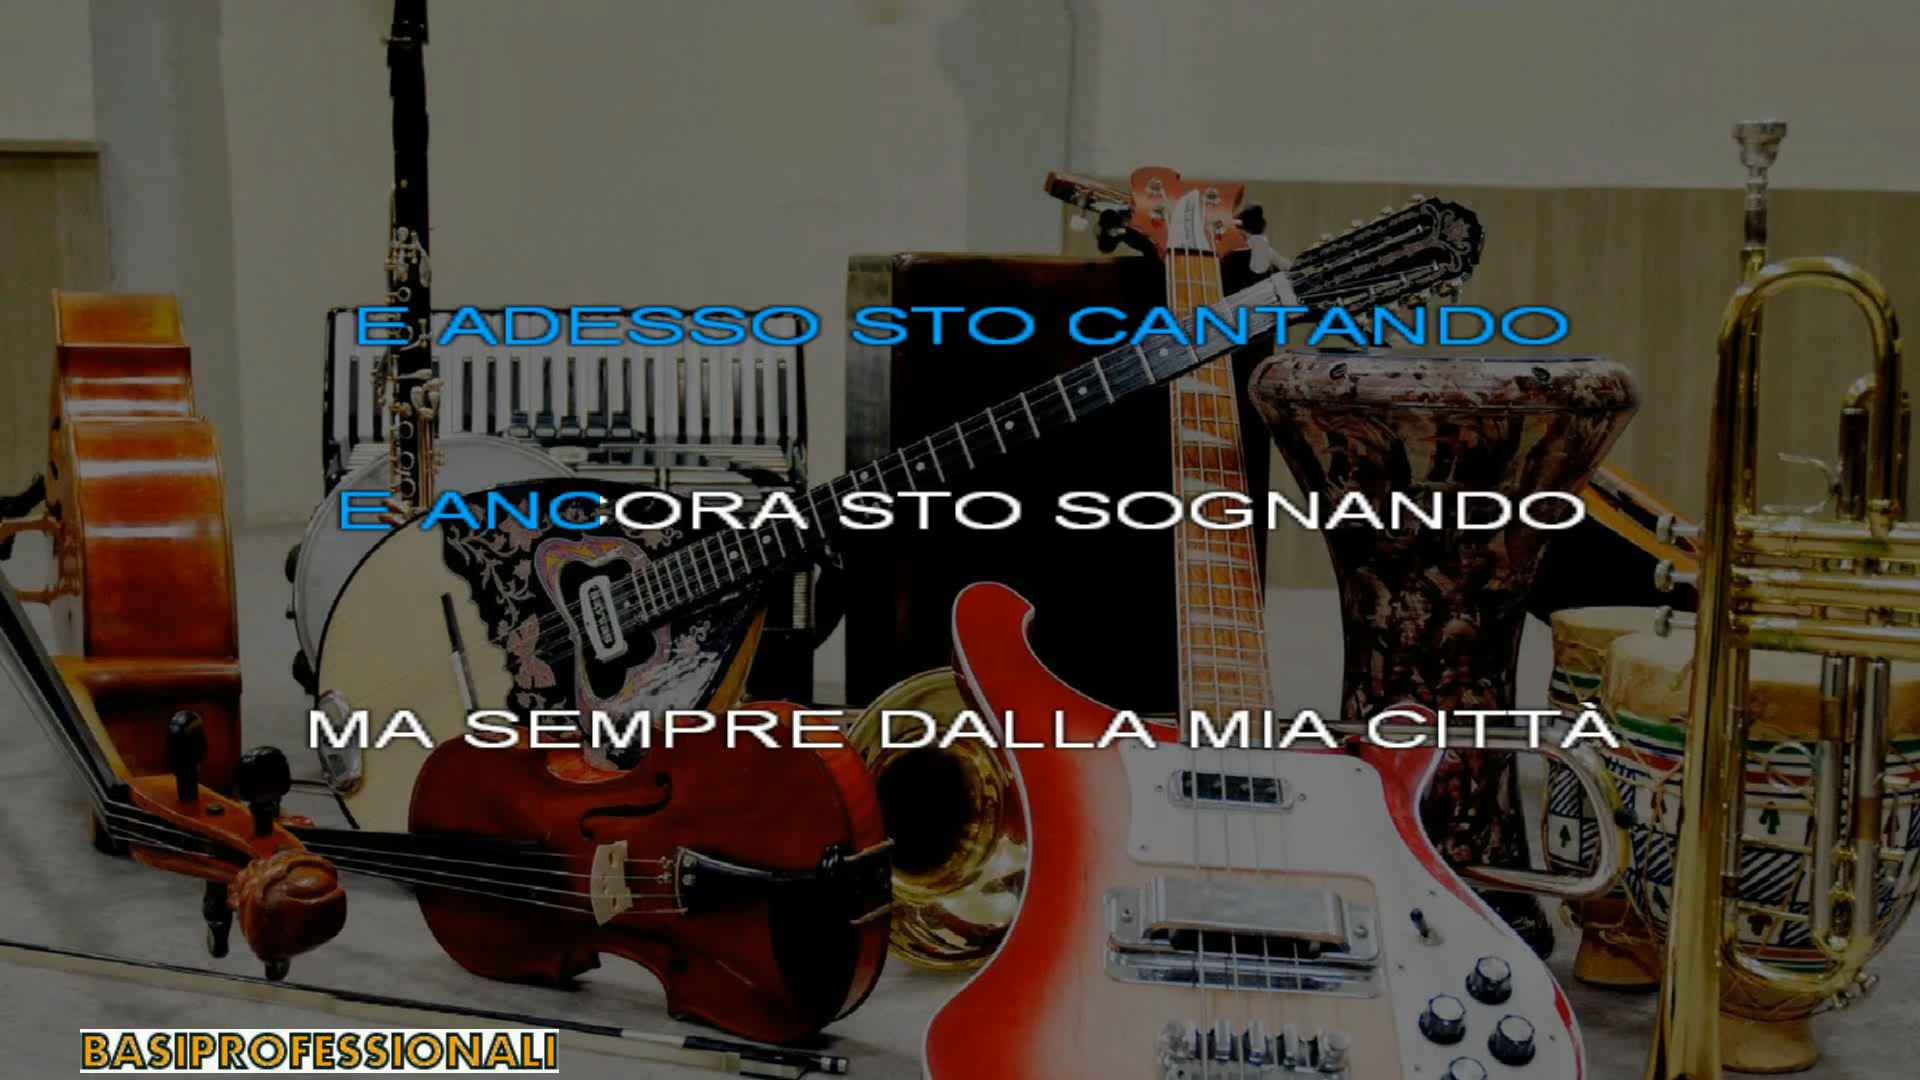 E ADESSO STO CANTANDO
E ANCORA STO SOGNANDO
MA SEMPRE DALLA MIA CITTÀ
BASIPROFESSIONALI